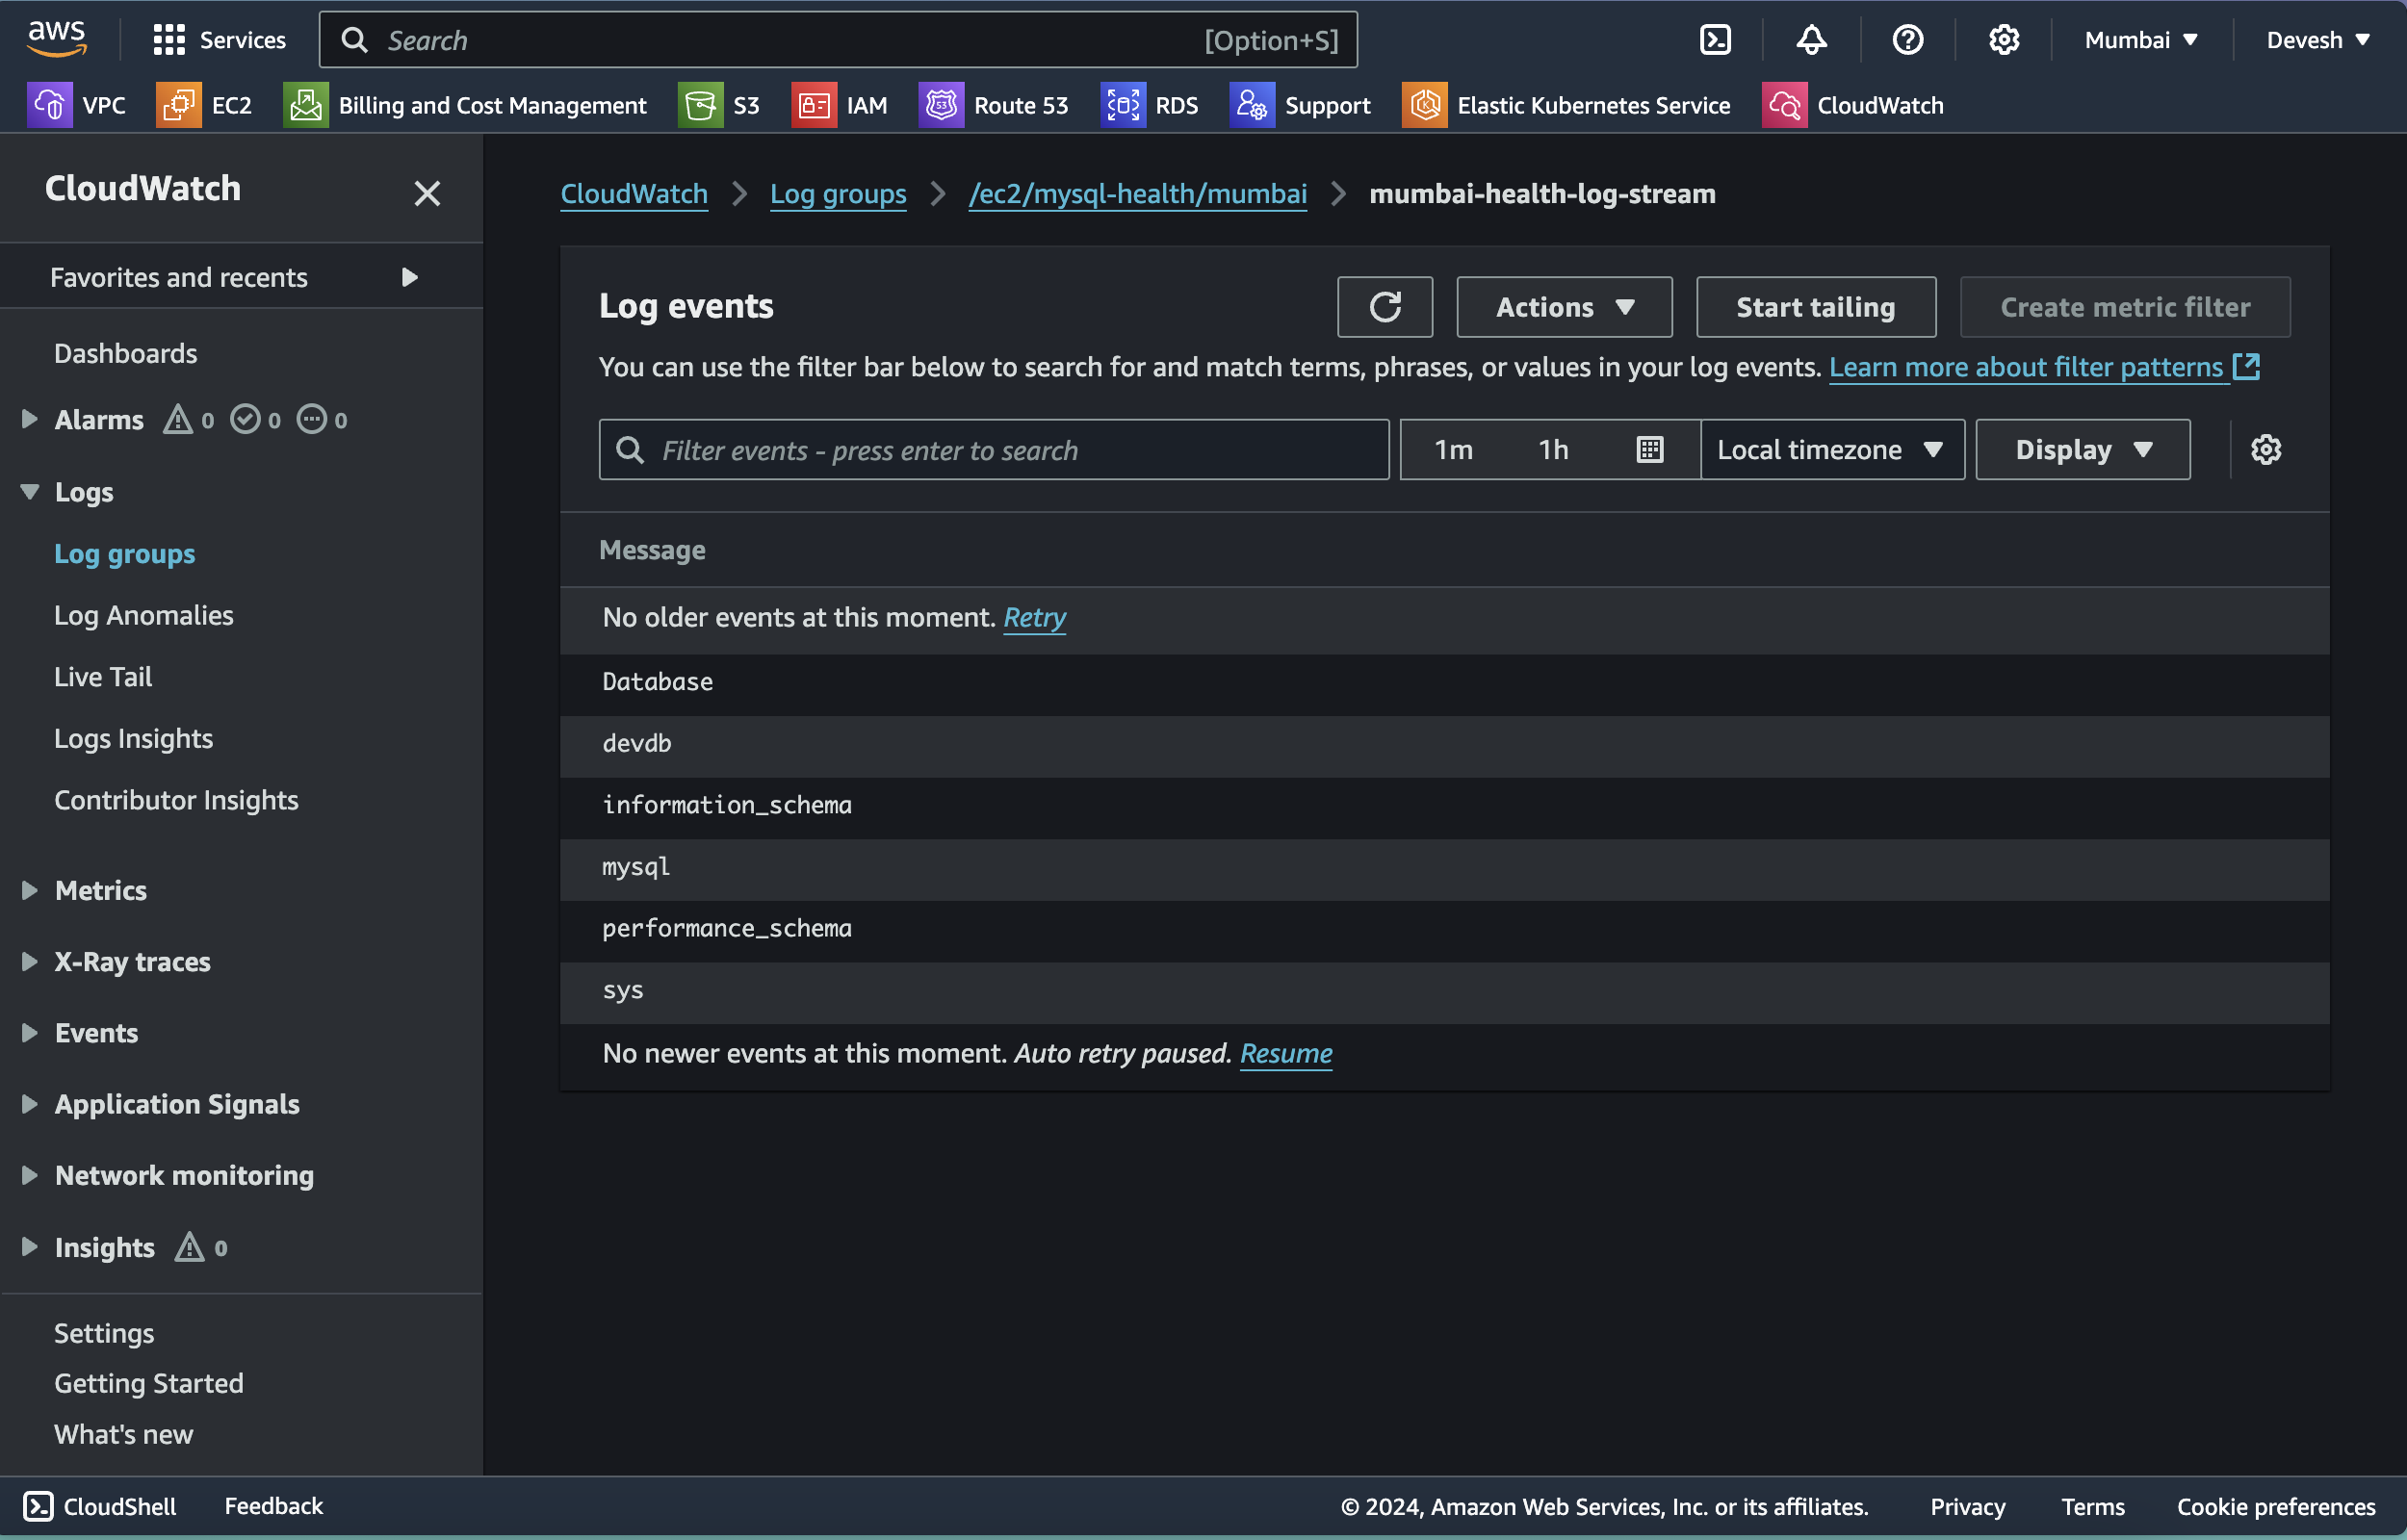 aws Services Search [Option+S] Mumbai Devesh
VPC EC2 Billing and Cost Management S3 IAM Route 53 RDS Support Elastic Kubernetes Service CloudWatch
CloudWatch
Favorites and recents
Dashboards
Alarms 0 0 0
Logs
Log groups
Log Anomalies
Live Tail
Logs Insights
Contributor Insights
Metrics
X-Ray traces
Events
Application Signals
Network monitoring
Insights 0
Settings
Getting Started
What's new
CloudWatch Log groups /ec2/mysql-health/mumbai mumbai-health-log-stream
Log events Actions Start tailing Create metric filter
You can use the filter bar below to search for and match terms, phrases, or values in your log events. Learn more about filter patterns
Filter events - press enter to search 1m 1h Local timezone Display
Message
No older events at this moment. Retry
Database
devdb
information_schema
mysql
performance_schema
sys
No newer events at this moment. Auto retry paused. Resume
CloudShell Feedback © 2024, Amazon Web Services, Inc. or its affiliates. Privacy Terms Cookie preferences